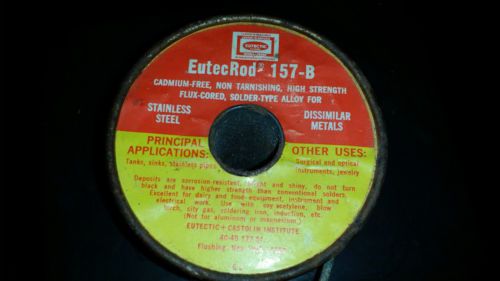 EUTECTIC
EutecRod® 157-B
CADMIUM-FREE, NON TARNISHING, HIGH STRENGTH
FLUX-CORED, SOLDER-TYPE ALLOY FOR
STAINLESS
STEEL
DISSIMILAR
METALS
PRINCIPAL
APPLICATIONS:
Tanks, sinks, stainless pipes,
OTHER USES:
Surgical and optical
instruments, jewelry
Deposits are corrosion-resistant, bright and shiny, do not turn
black and have higher strength than conventional solders.
Excellent for dairy and food equipment, instrument and
electrical work. Use with oxy-acetylene, blow
torch, city gas, soldering iron, induction, etc.
(Not for aluminum or magnesium.)
EUTECTIC + CASTOLIN INSTITUTE
40-40 172 St.
Flushing, New York